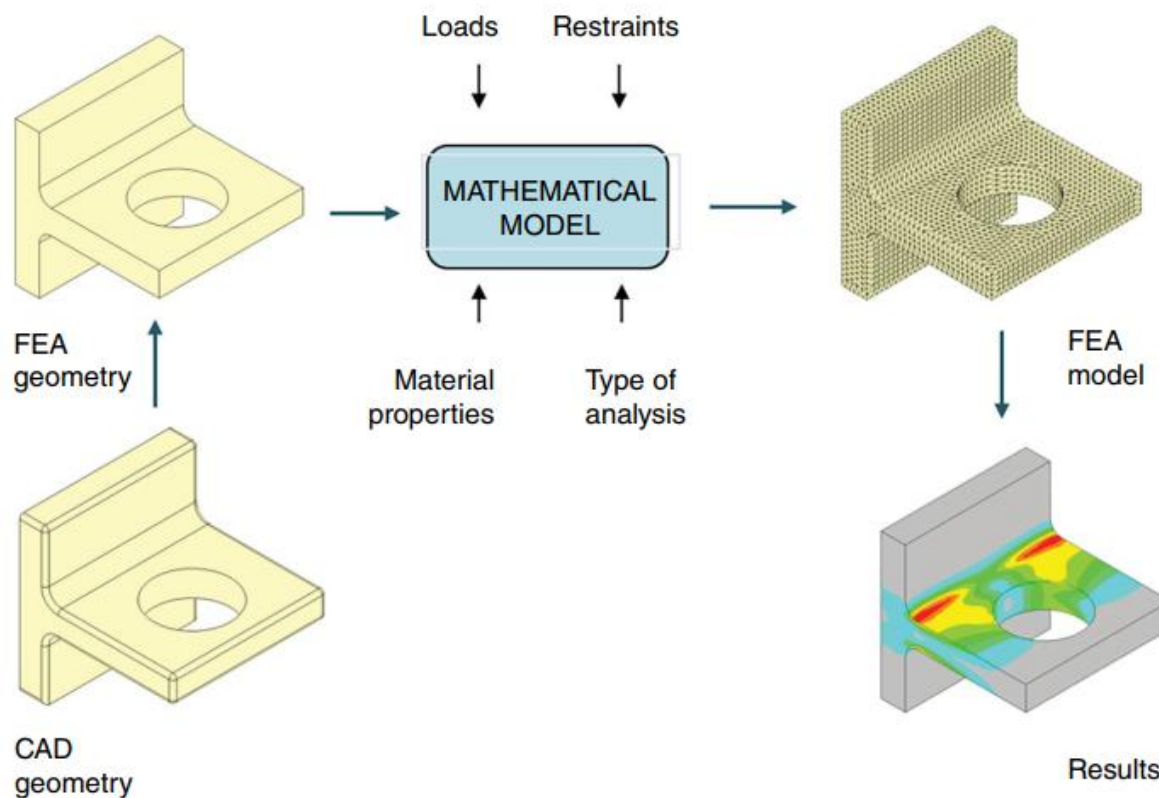 Loads
Restraints
MATHEMATICAL
MODEL
FEA
geometry
Material
properties
Type of
analysis
FEA
model
CAD
geometry
Results